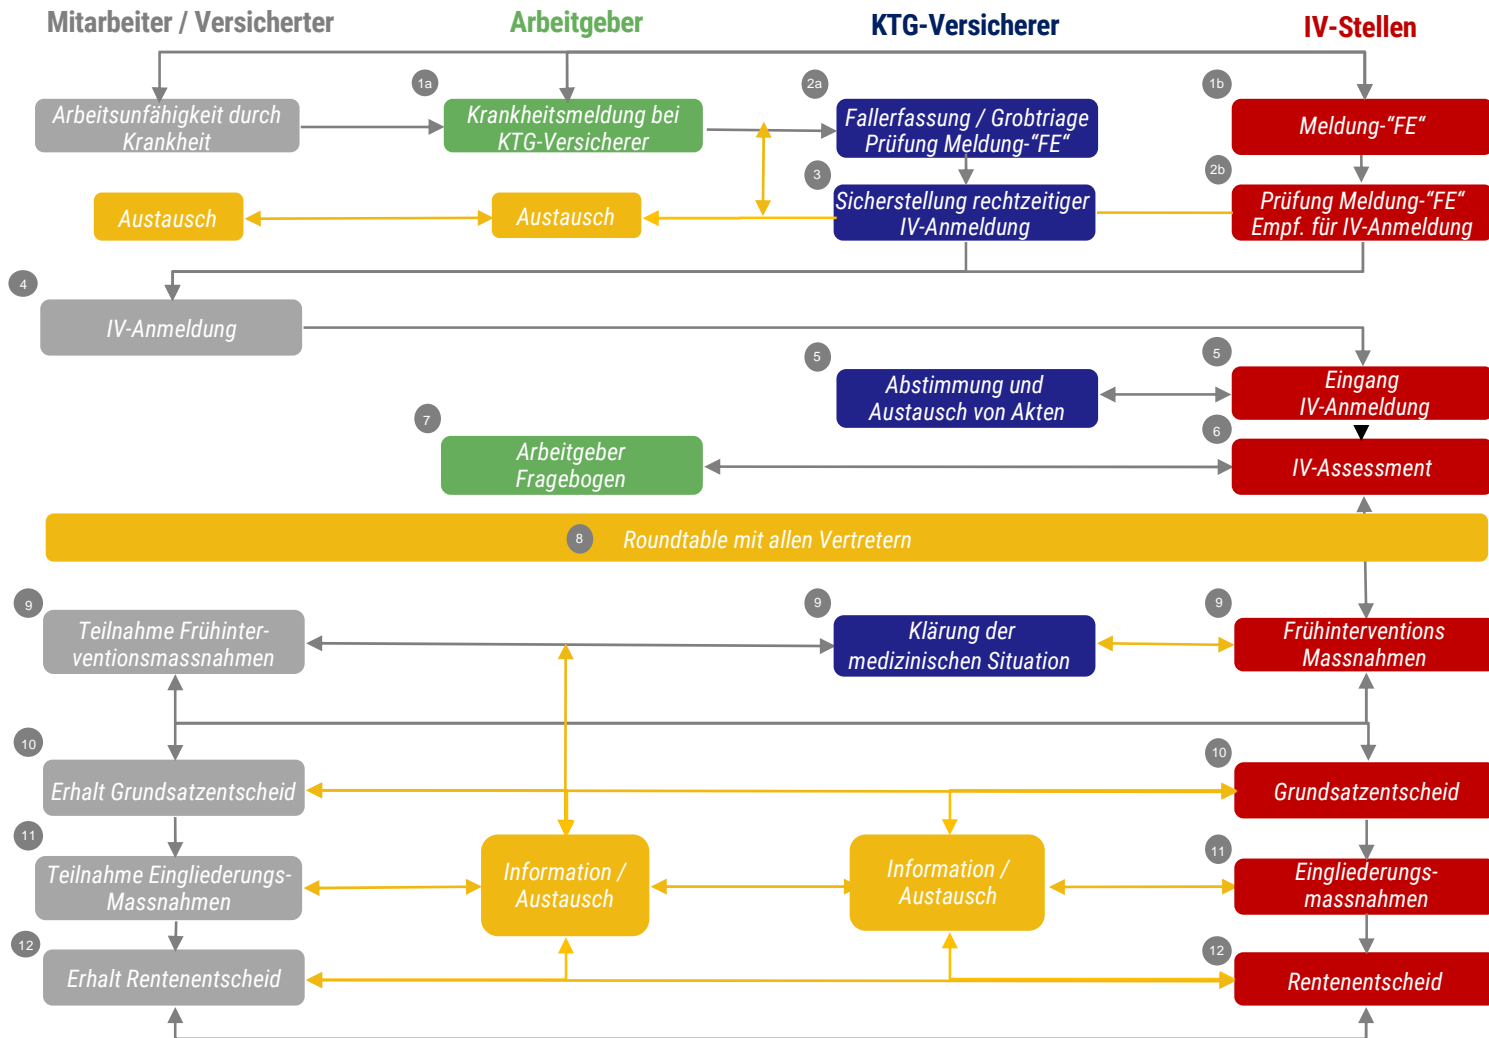 Mitarbeiter / Versicherter
Arbeitgeber
KTG-Versicherer
IV-Stellen
1a
2a
1b
Arbeitsunfähigkeit durch
Krankheit
Krankheitsmeldung bei
KTG-Versicherer
Fallerfassung / Grobtriage
Prüfung Meldung-“FE“
Meldung-“FE“
3
2b
Austausch
Austausch
Sicherstellung rechtzeitiger
IV-Anmeldung
Prüfung Meldung-“FE“
Empf. für IV-Anmeldung
4
IV-Anmeldung
5
5
Abstimmung und
Austausch von Akten
Eingang
IV-Anmeldung
7
6
Arbeitgeber
Fragebogen
IV-Assessment
8
Roundtable mit allen Vertretern
9
9
9
Teilnahme Frühinter-
ventionsmassnahmen
Klärung der
medizinischen Situation
Frühinterventions
Massnahmen
10
10
Erhalt Grundsatzentscheid
Grundsatzentscheid
11
11
Teilnahme Eingliederungs-
Massnahmen
Information /
Austausch
Information /
Austausch
Eingliederungs-
massnahmen
12
12
Erhalt Rentenentscheid
Rentenentscheid